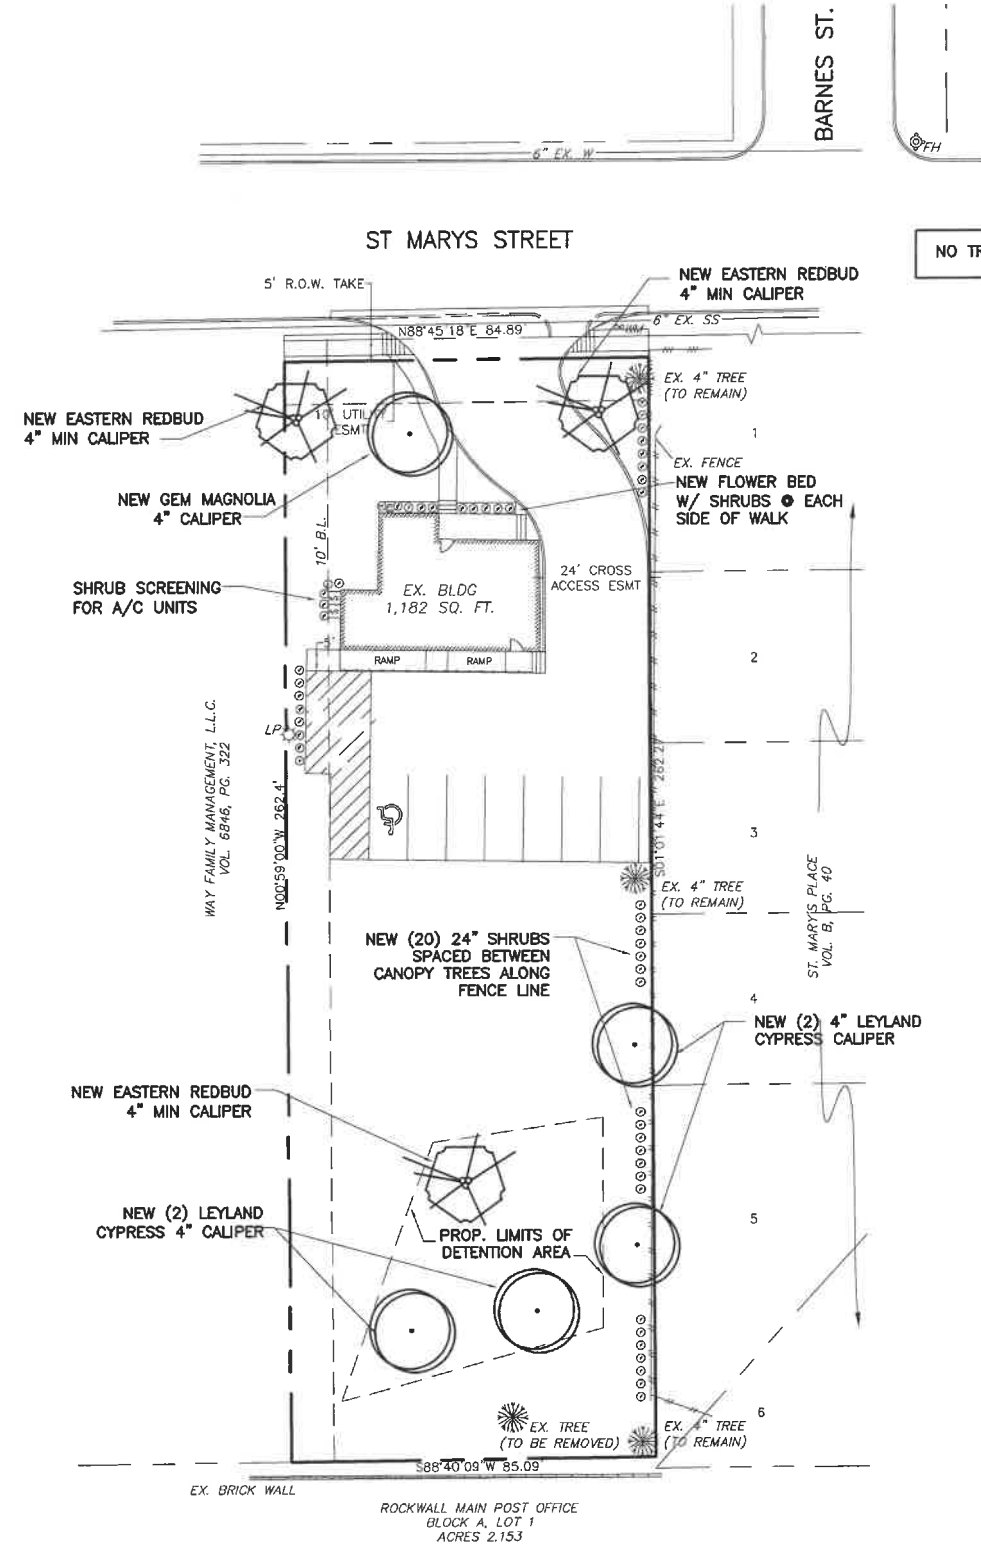 BARNES ST.
FH
6" EX. W
ST MARYS STREET
NO TR
5' R.O.W. TAKE
NEW EASTERN REDBUD
4" MIN CALIPER
6" EX. SS
WM
N88°45'18"E 84.89'
EX. 4" TREE
(TO REMAIN)
NEW EASTERN REDBUD
4" MIN CALIPER
10' UTILITY
ESMT
1
EX. FENCE
NEW FLOWER BED
W/ SHRUBS @ EACH
SIDE OF WALK
NEW GEM MAGNOLIA
4" CALIPER
10' B.L.
24' CROSS
ACCESS ESMT
SHRUB SCREENING
FOR A/C UNITS
EX. BLDG
1,182 SQ. FT.
5'
RAMP
RAMP
2
LP
WAY FAMILY MANAGEMENT, L.L.C.
VOL. 6846, PG. 322
N00°59'00"W 262.4'
S01°01'44"E 262.2'
3
EX. 4" TREE
(TO REMAIN)
ST. MARY'S PLACE
VOL. B, PG. 40
NEW (20) 24" SHRUBS
SPACED BETWEEN
CANOPY TREES ALONG
FENCE LINE
4
NEW (2) 4" LEYLAND
CYPRESS CALIPER
NEW EASTERN REDBUD
4" MIN CALIPER
NEW (2) LEYLAND
CYPRESS 4" CALIPER
PROP. LIMITS OF
DETENTION AREA
5
6
EX. TREE
(TO BE REMOVED)
EX. 4" TREE
(TO REMAIN)
S88°40'09"W 85.09'
EX. BRICK WALL
ROCKWALL MAIN POST OFFICE
BLOCK A, LOT 1
ACRES 2.153